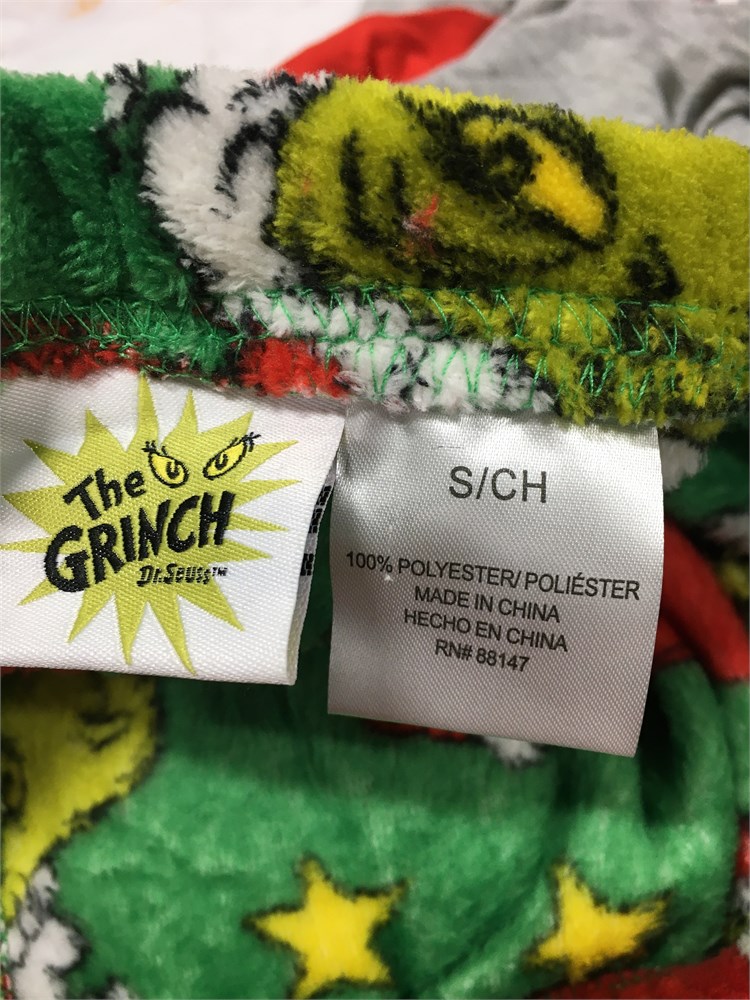 The
GRINCH
Dr. Seuss™
S/CH
100% POLYESTER/ POLIÉSTER
MADE IN CHINA
HECHO EN CHINA
RN# 88147